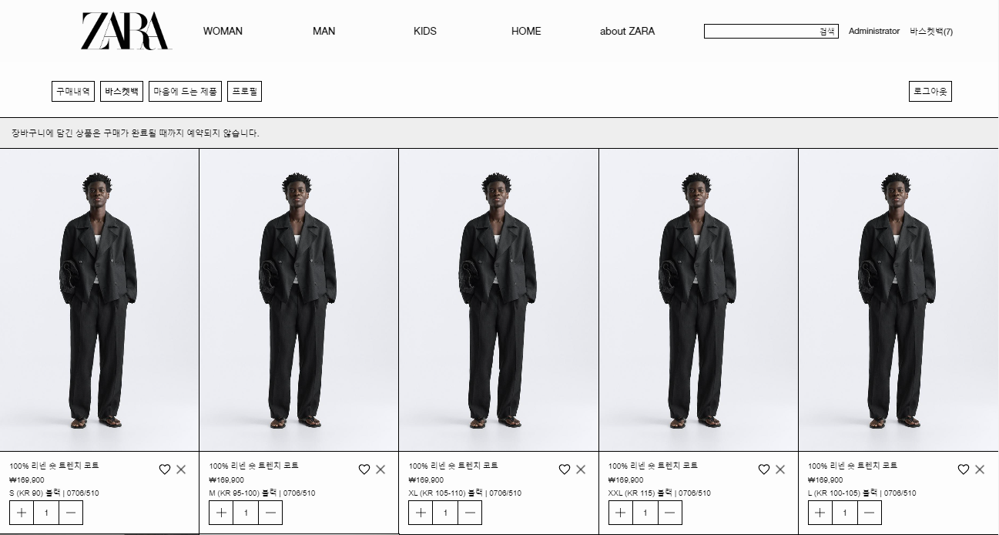 ZARA
WOMAN MAN KIDS HOME about ZARA 검색 Administrator 바스켓백(7)
구매내역 바스켓백 마음에 드는 제품 프로필 로그아웃
장바구니에 담긴 상품은 구매가 완료될 때까지 예약되지 않습니다.
100% 리넨 숏 트렌치 코트
₩169,900
S (KR 90) 블랙 | 0706/510
1
100% 리넨 숏 트렌치 코트
₩169,900
M (KR 95-100) 블랙 | 0706/510
1
100% 리넨 숏 트렌치 코트
₩169,900
XL (KR 105-110) 블랙 | 0706/510
1
100% 리넨 숏 트렌치 코트
₩169,900
XXL (KR 115) 블랙 | 0706/510
1
100% 리넨 숏 트렌치 코트
₩169,900
L (KR 100-105) 블랙 | 0706/510
1